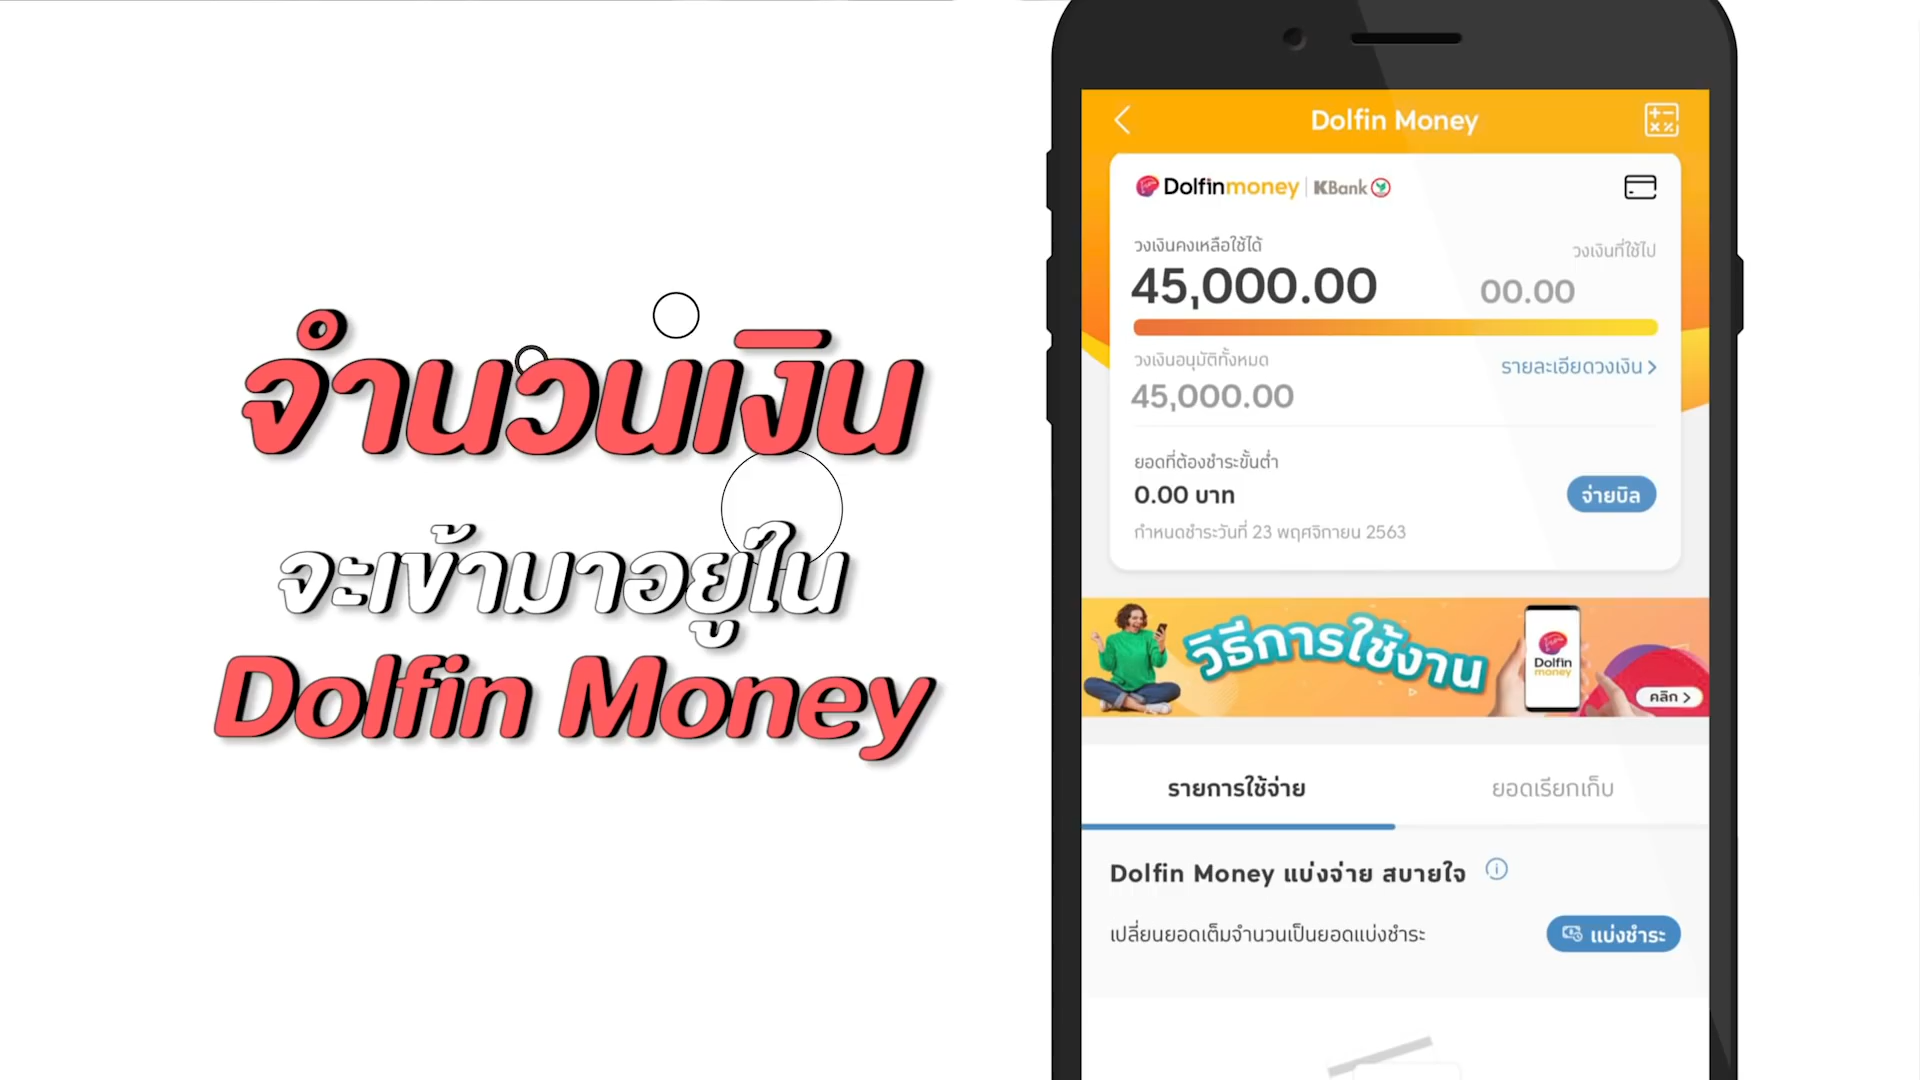 จำนวนเงิน
จะเข้ามาอยู่ใน
Dolfin Money
Dolfin Money
Dolfinmoney KBank
วงเงินคงเหลือใช้ได้
วงเงินที่ใช้ไป
45,000.00
00.00
วงเงินอนุมัติทั้งหมด
รายละเอียดวงเงิน >
45,000.00
ยอดที่ต้องชำระขั้นต่ำ
0.00 บาท
จ่ายบิล
กำหนดชำระวันที่ 23 พฤศจิกายน 2563
วิธีการใช้งาน
Dolfin
money
คลิก >
รายการใช้จ่าย
ยอดเรียกเก็บ
Dolfin Money แบ่งจ่าย สบายใจ
เปลี่ยนยอดเต็มจำนวนเป็นยอดแบ่งชำระ
แบ่งชำระ